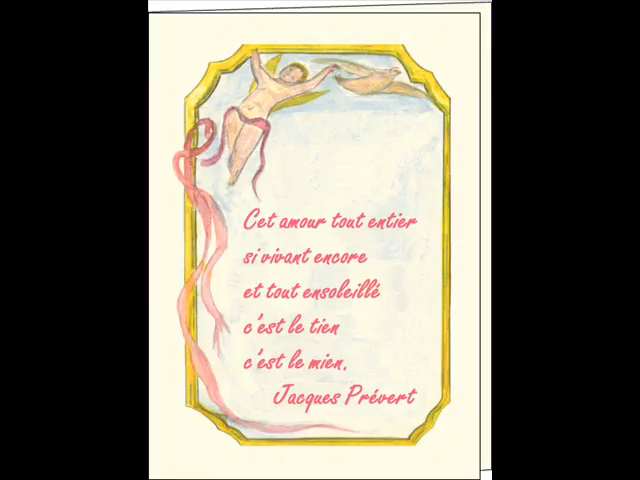 Cet amour tout entier
si vivant encore
et tout ensoleillé
c'est le tien
c'est le mien.
Jacques Prévert